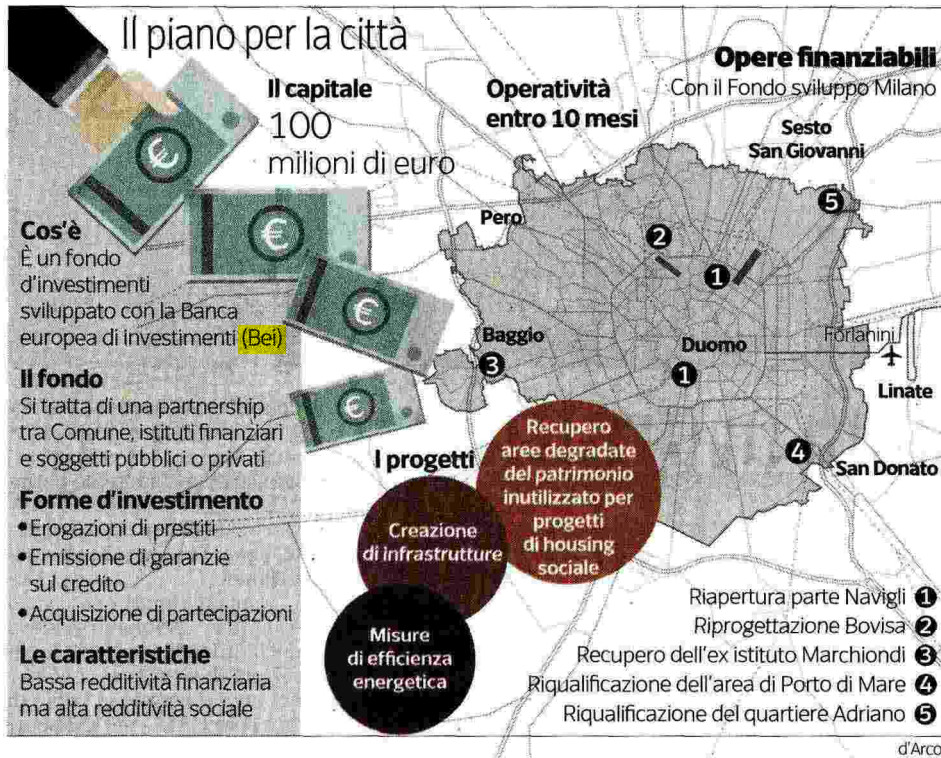 Il piano per la città
Il capitale
100
milioni di euro
Operatività
entro 10 mesi
Opere finanziabili
Con il Fondo sviluppo Milano
Cos'è
È un fondo
d'investimenti
sviluppato con la Banca
europea di investimenti (Bei)
Il fondo
Si tratta di una partnership
tra Comune, istituti finanziari
e soggetti pubblici o privati
Forme d'investimento
•Erogazioni di prestiti
•Emissione di garanzie
sul credito
•Acquisizione di partecipazioni
Le caratteristiche
Bassa redditività finanziaria
ma alta redditività sociale
€
€
€
€
Sesto
San Giovanni
5
Pero
2
1
Baggio
3
Duomo
1
Forlanini
Linate
4
San Donato
I progetti
Recupero
aree degradate
del patrimonio
inutilizzato per
progetti
di housing
sociale
Creazione
di infrastrutture
Misure
di efficienza
energetica
Riapertura parte Navigli 1
Riprogettazione Bovisa 2
Recupero dell'ex istituto Marchiondi 3
Riqualificazione dell'area di Porto di Mare 4
Riqualificazione del quartiere Adriano 5
d'Arco